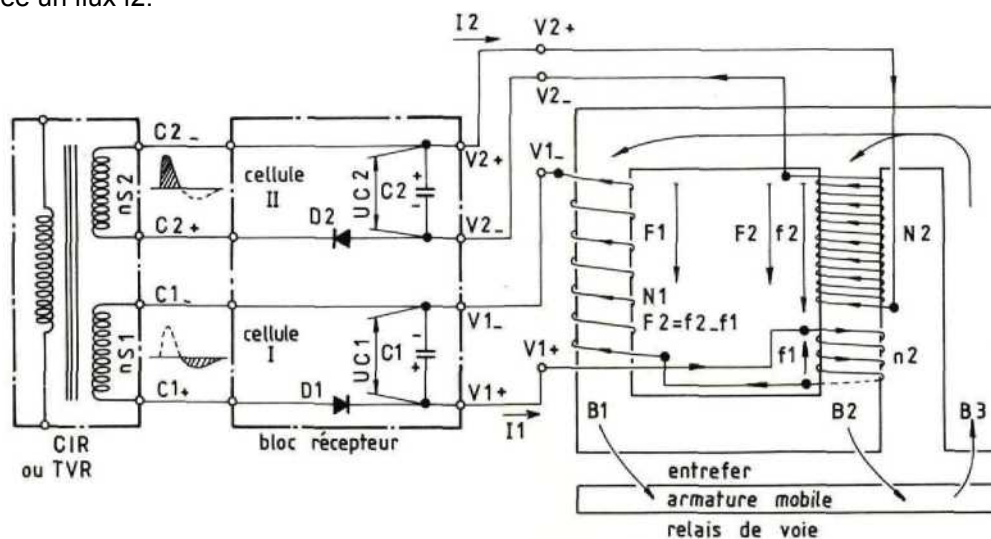 ée un flux f2.
I2
V2+
V2_
C2_
V2+
V1_
nS2
cellule
II
UC2
C2
+
-
C2+
D2
V2_
F1
F2
f2
N2
N1
F2=f2_f1
C1_
V1_
nS1
cellule
I
UC1
C1
-
+
V1+
f1
n2
C1+
D1
V1+
I1
B1
B2
B3
CIR
ou TVR
bloc récepteur
entrefer
armature mobile
relais de voie